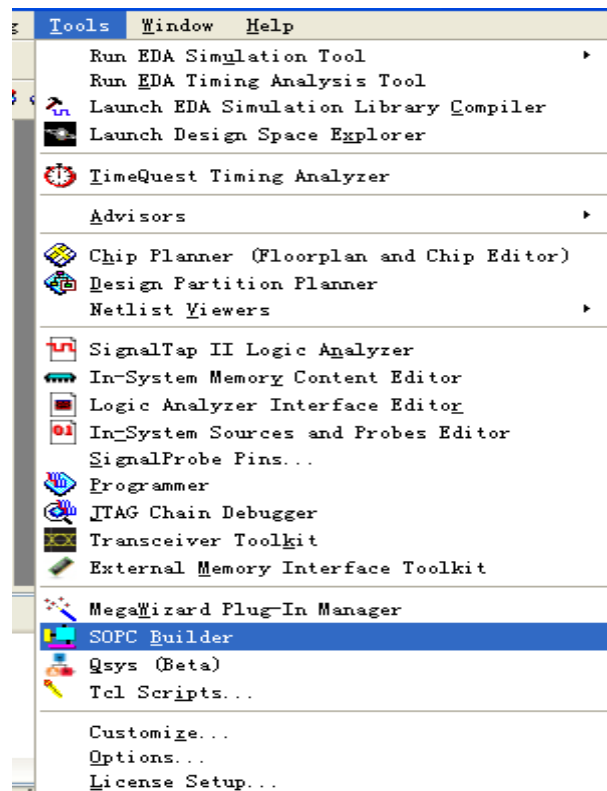 Tools Window Help
Run EDA Simulation Tool
Run EDA Timing Analysis Tool
Launch EDA Simulation Library Compiler
Launch Design Space Explorer
TimeQuest Timing Analyzer
Advisors
Chip Planner (Floorplan and Chip Editor)
Design Partition Planner
Netlist Viewers
SignalTap II Logic Analyzer
In-System Memory Content Editor
Logic Analyzer Interface Editor
In-System Sources and Probes Editor
SignalProbe Pins...
Programmer
JTAG Chain Debugger
Transceiver Toolkit
External Memory Interface Toolkit
MegaWizard Plug-In Manager
SOPC Builder
Qsys (Beta)
Tcl Scripts...
Customize...
Options...
License Setup...